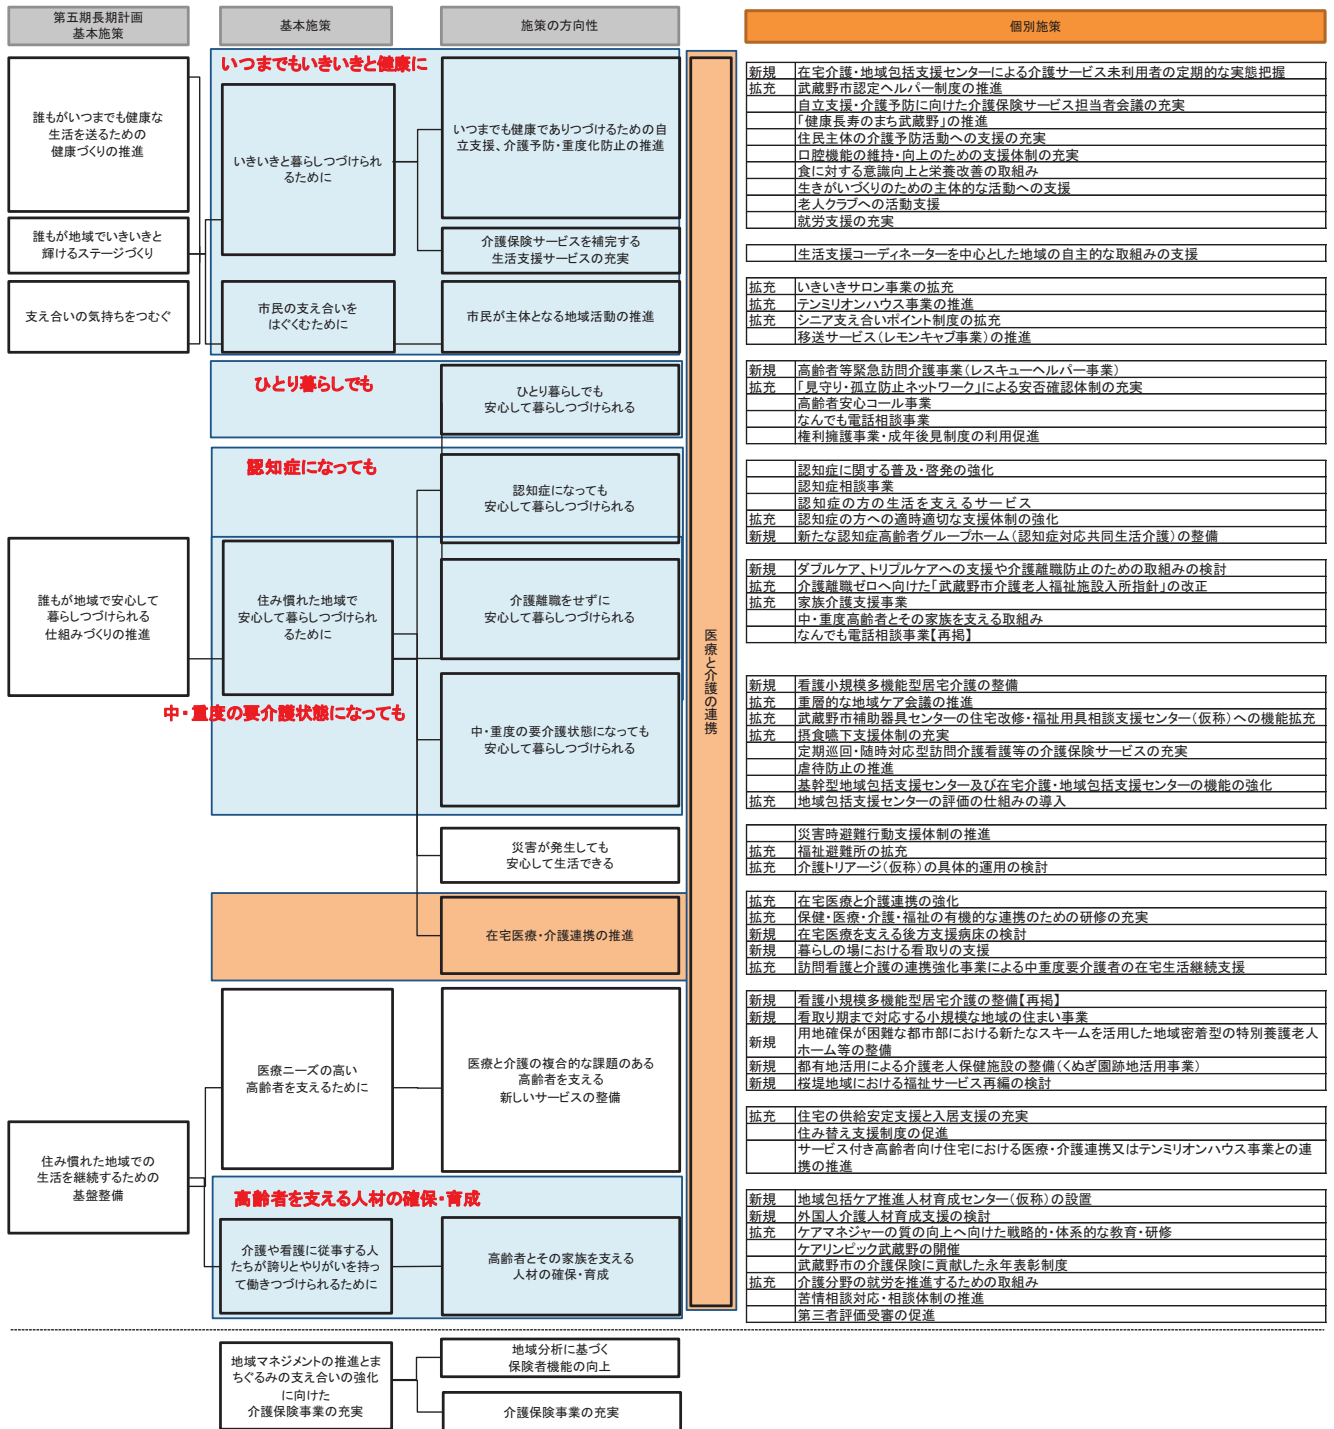 第五期長期計画
基本施策
基本施策
施策の方向性
個別施策
誰もがいつまでも健康な
生活を送るための
健康づくりの推進
誰もが地域でいきいきと
輝けるステージづくり
支え合いの気持ちをつむぐ
誰もが地域で安心して
暮らしつづけられる
仕組みづくりの推進
住み慣れた地域での
生活を継続するための
基盤整備
いつまでもいきいきと健康に
いきいきと暮らしつづけられ
るために
いつまでも健康でありつづけるための自
立支援、介護予防・重度化防止の推進
介護保険サービスを補完する
生活支援サービスの充実
市民の支え合いを
はぐくむために
市民が主体となる地域活動の推進
ひとり暮らしでも
ひとり暮らしでも
安心して暮らしつづけられる
認知症になっても
認知症になっても
安心して暮らしつづけられる
住み慣れた地域で
安心して暮らしつづけられ
るために
介護離職をせずに
安心して暮らしつづけられる
中・重度の要介護状態になっても
中・重度の要介護状態になっても
安心して暮らしつづけられる
災害が発生しても
安心して生活できる
在宅医療・介護連携の推進
医療ニーズの高い
高齢者を支えるために
医療と介護の複合的な課題のある
高齢者を支える
新しいサービスの整備
高齢者を支える人材の確保・育成
介護や看護に従事する人
たちが誇りとやりがいを持っ
て働きつづけられるために
高齢者とその家族を支える
人材の確保・育成
地域マネジメントの推進とま
ちぐるみの支え合いの強化
に向けた
介護保険事業の充実
地域分析に基づく
保険者機能の向上
介護保険事業の充実
医療と介護の連携
新規 在宅介護・地域包括支援センターによる介護サービス未利用者の定期的な実態把握
拡充 武蔵野市認定ヘルパー制度の推進
自立支援・介護予防に向けた介護保険サービス担当者会議の充実
「健康長寿のまち武蔵野」の推進
住民主体の介護予防活動への支援の充実
口腔機能の維持・向上のための支援体制の充実
食に対する意識向上と栄養改善の取組み
生きがいづくりのための主体的な活動への支援
老人クラブへの活動支援
就労支援の充実
生活支援コーディネーターを中心とした地域の自主的な取組みの支援
拡充 いきいきサロン事業の拡充
拡充 テンミリオンハウス事業の推進
拡充 シニア支え合いポイント制度の拡充
移送サービス(レモンキャブ事業)の推進
新規 高齢者等緊急訪問介護事業(レスキューヘルパー事業)
拡充 「見守り・孤立防止ネットワーク」による安否確認体制の充実
高齢者安心コール事業
なんでも電話相談事業
権利擁護事業・成年後見制度の利用促進
認知症に関する普及・啓発の強化
認知症相談事業
認知症の方の生活を支えるサービス
拡充 認知症の方への適時適切な支援体制の強化
新規 新たな認知症高齢者グループホーム(認知症対応共同生活介護)の整備
新規 ダブルケア、トリプルケアへの支援や介護離職防止のための取組みの検討
拡充 介護離職ゼロへ向けた「武蔵野市介護老人福祉施設入所指針」の改正
拡充 家族介護支援事業
中・重度高齢者とその家族を支える取組み
なんでも電話相談事業【再掲】
新規 看護小規模多機能型居宅介護の整備
拡充 重層的な地域ケア会議の推進
拡充 武蔵野市補助器具センターの住宅改修・福祉用具相談支援センター(仮称)への機能拡充
拡充 摂食嚥下支援体制の充実
定期巡回・随時対応型訪問介護看護等の介護保険サービスの充実
虐待防止の推進
基幹型地域包括支援センター及び在宅介護・地域包括支援センターの機能の強化
拡充 地域包括支援センターの評価の仕組みの導入
災害時避難行動支援体制の推進
拡充 福祉避難所の拡充
拡充 介護トリアージ(仮称)の具体的運用の検討
拡充 在宅医療と介護連携の強化
拡充 保健・医療・介護・福祉の有機的な連携のための研修の充実
新規 在宅医療を支える後方支援病床の検討
新規 暮らしの場における看取りの支援
拡充 訪問看護と介護の連携強化事業による中重度要介護者の在宅生活継続支援
新規 看護小規模多機能型居宅介護の整備【再掲】
新規 看取り期まで対応する小規模な地域の住まい事業
新規 用地確保が困難な都市部における新たなスキームを活用した地域密着型の特別養護老人
ホーム等の整備
新規 都有地活用による介護老人保健施設の整備(くぬぎ園跡地活用事業)
新規 桜堤地域における福祉サービス再編の検討
拡充 住宅の供給安定支援と入居支援の充実
住み替え支援制度の促進
サービス付き高齢者向け住宅における医療・介護連携又はテンミリオンハウス事業との連
携の推進
新規 地域包括ケア推進人材育成センター(仮称)の設置
新規 外国人介護人材育成支援の検討
拡充 ケアマネジャーの質の向上へ向けた戦略的・体系的な教育・研修
ケアリンピック武蔵野の開催
武蔵野市の介護保険に貢献した永年表彰制度
拡充 介護分野の就労を推進するための取組み
苦情相談対応・相談体制の推進
第三者評価受審の促進